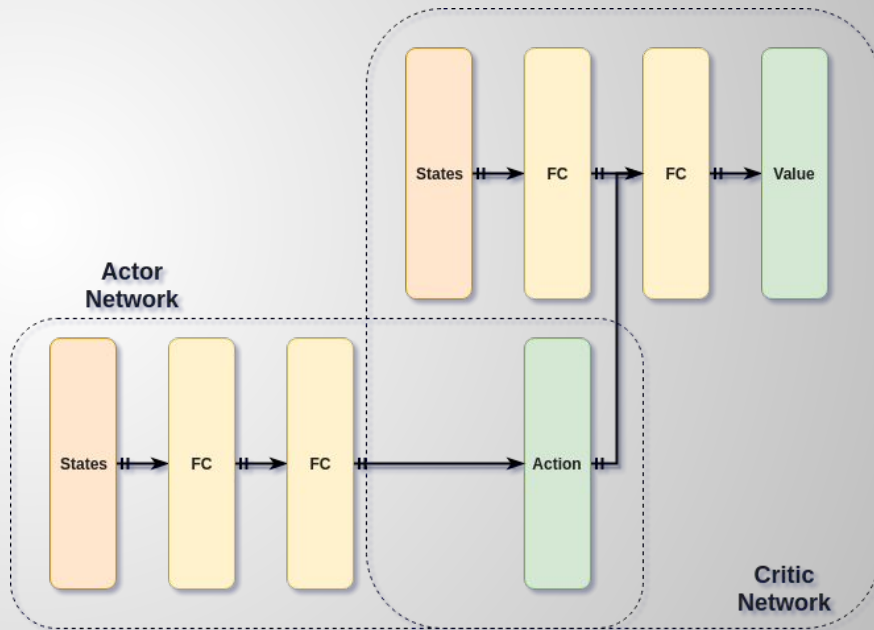 States
FC
FC
Value
Actor
Network
States
FC
FC
Action
Critic
Network